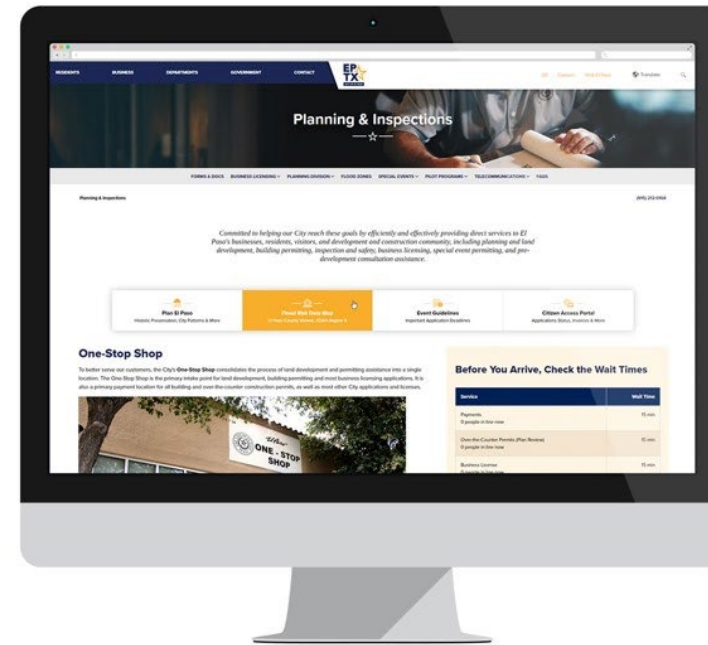 RESIDENTS BUSINESS DEPARTMENTS GOVERNMENT CONTACT
EP
TX
Translate
Planning & Inspections
FORMS & DOCS BUSINESS LICENSING PLANNING DIVISION FLOOD ZONES SPECIAL EVENTS PILOT PROGRAMS TELECOMMUNICATIONS FAQS
Planning & Inspections
(915) 212-0104
Committed to helping our City reach these goals by efficiently and effectively providing direct services to El
Paso's businesses, residents, visitors, and development and construction community, including planning and land
development, building permitting, inspection and safety, business licensing, special event permitting, and pre-
development consultation assistance.
Plan El Paso
Historic Preservation, City Patterns & More
Flood Risk Data Map
Event Guidelines
Important Application Deadlines
Citizen Access Portal
Applications Status, Invoices & More
One-Stop Shop
To better serve our customers, the City's One-Stop Shop consolidates the process of land development and permitting assistance into a single
location. The One-Stop Shop is the primary intake point for land development, building permitting and most business licensing applications. It is
also a primary payment location for all building and over-the-counter construction permits, as well as most other City applications and licenses.
ONE-STOP
SHOP
Before You Arrive, Check the Wait Times
Service Wait Time
Payments 15 min
0 people in line now
Over-the-Counter Permits (Plan Review) 15 min
0 people in line now
Business License 15 min
0 people in line now